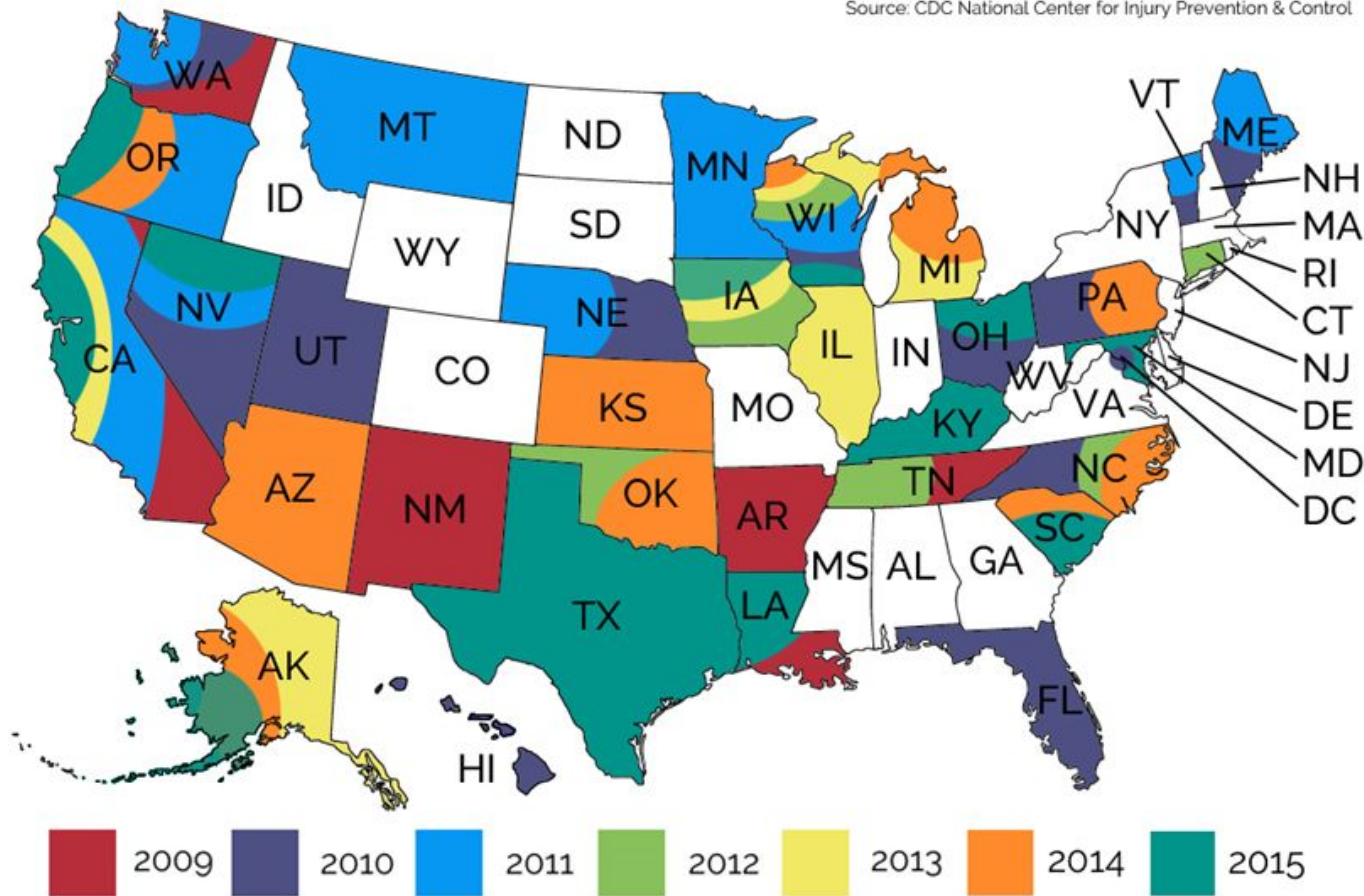 Source: CDC National Center for Injury Prevention & Control
WA
MT
ND
MN
VT
ME
OR
ID
SD
WI
MI
NY
NH
MA
RI
CT
NJ
DE
MD
DC
WY
NV
UT
CO
NE
IA
IL
IN
OH
PA
WV
VA
CA
KS
MO
KY
AZ
NM
OK
AR
TN
NC
SC
MS
AL
GA
TX
LA
FL
AK
HI
2009 2010 2011 2012 2013 2014 2015